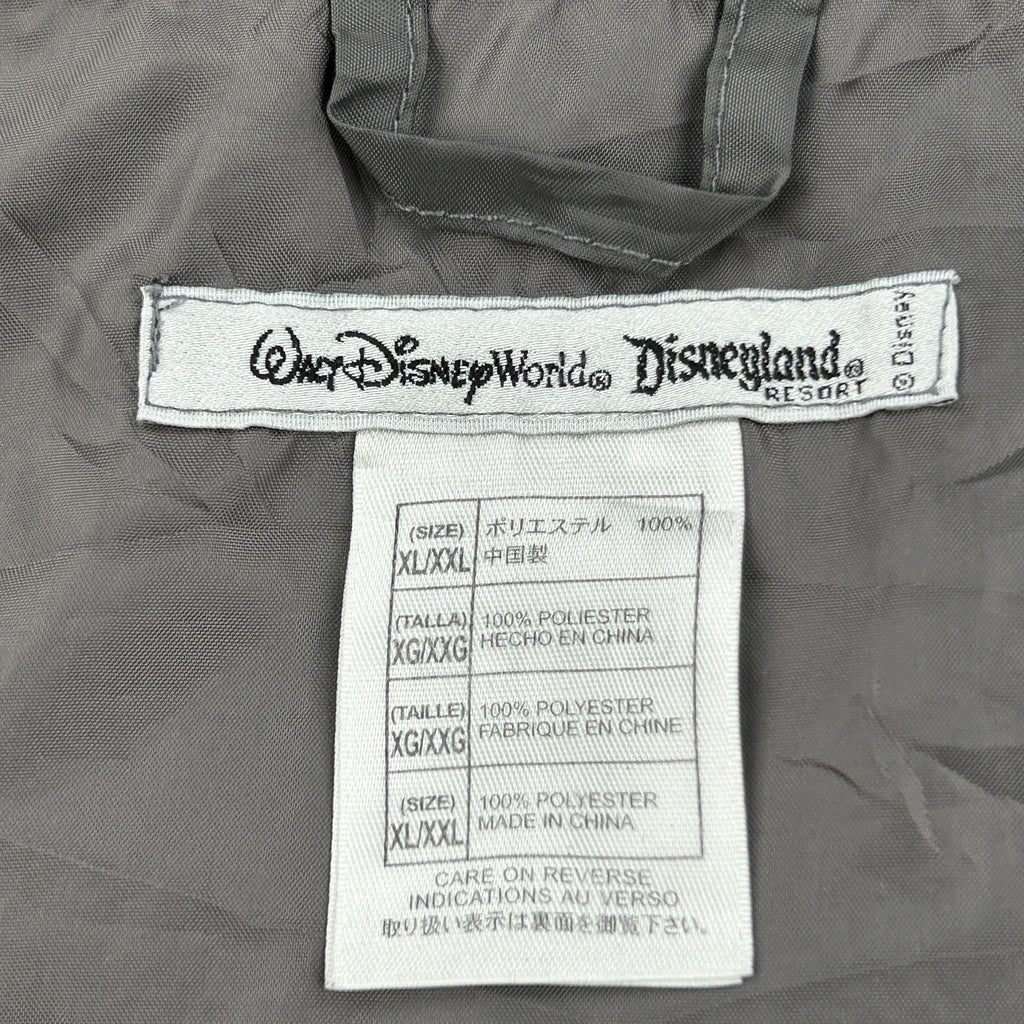 Walt Disney World® Disneyland®
RESORT
© Disney
(SIZE)
XL/XXL
ポリエステル 100%
中国製
(TALLA)
XG/XXG
100% POLIESTER
HECHO EN CHINA
(TAILLE)
XG/XXG
100% POLYESTER
FABRIQUE EN CHINE
(SIZE)
XL/XXL
100% POLYESTER
MADE IN CHINA
CARE ON REVERSE
INDICATIONS AU VERSO
取り扱い表示は裏面を御覧下さい。